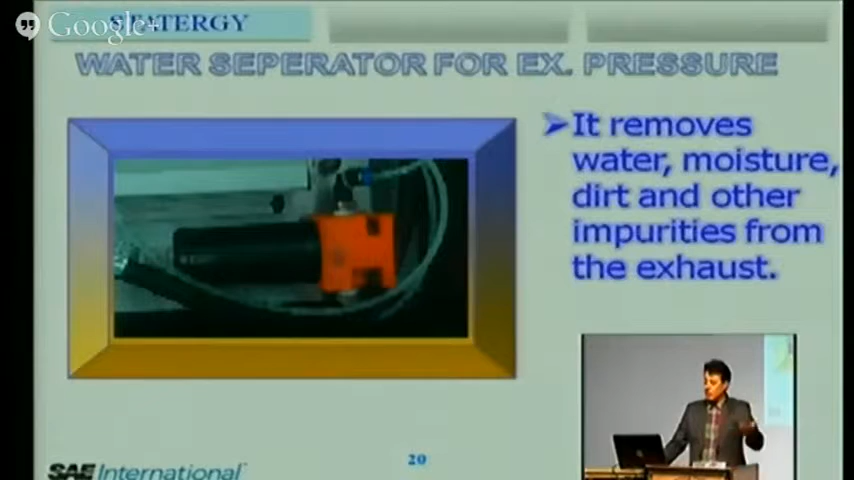 Google+
STATERGY
WATER SEPERATOR FOR EX. PRESSURE
It removes
water, moisture,
dirt and other
impurities from
the exhaust.
SAE International
20